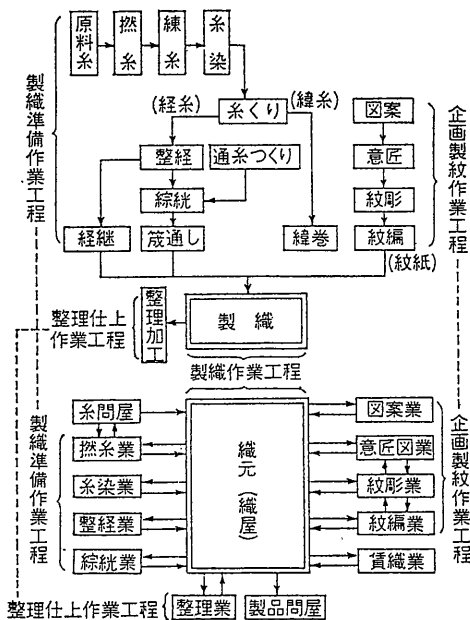 原料糸
撚糸
練糸
糸染
製織準備作業工程
(経糸)
糸くり
(緯糸)
整経
通糸つくり
綜絖
経継
筬通し
緯巻
図案
意匠
紋彫
紋編
(紋紙)
企画製紋作業工程
製織
整理加工
整理仕上作業工程
製織作業工程
糸問屋
撚糸業
糸染業
整経業
綜絖業
製織準備作業工程
織元(織屋)
図案業
意匠図業
紋彫業
紋編業
賃織業
企画製紋作業工程
整理仕上作業工程
整理業
製品問屋